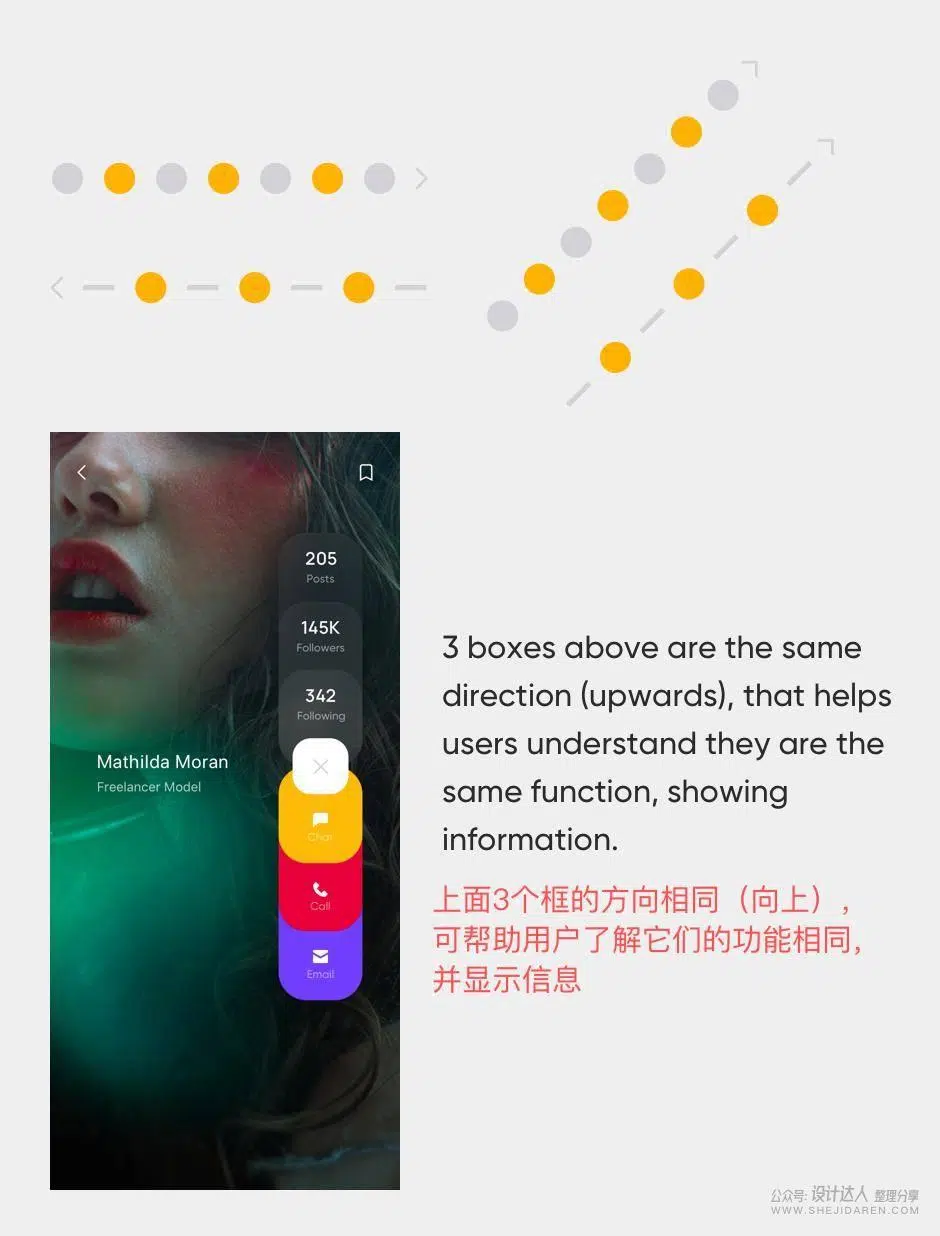 205
Posts
145K
Followers
342
Following
Mathilda Moran
Freelancer Model
Chat
Call
Email
3 boxes above are the same
direction (upwards), that helps
users understand they are the
same function, showing
information.
上面3个框的方向相同（向上），
可帮助用户了解它们的功能相同，
并显示信息
公众号: 设计达人 整理分享
WWW.SHEJIDAREN.COM